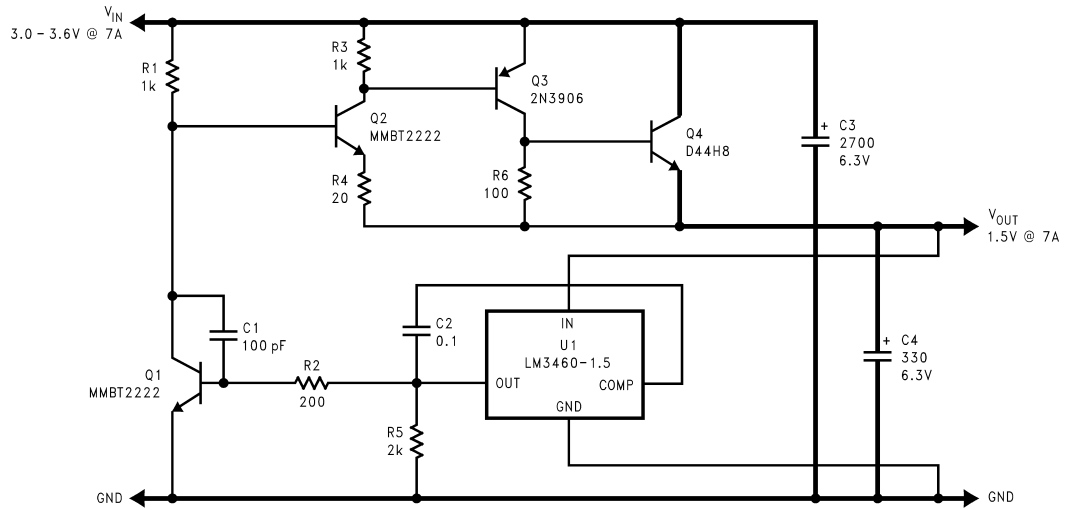 VIN
3.0 – 3.6V @ 7A
R1
1k
R3
1k
Q2
MMBT2222
R4
20
Q3
2N3906
R6
100
Q4
D44H8
+ C3
2700
6.3V
VOUT
1.5V @ 7A
C1
100 pF
Q1
MMBT2222
R2
200
C2
0.1
R5
2k
IN
U1
LM3460-1.5
OUT
COMP
GND
+ C4
330
6.3V
GND
GND